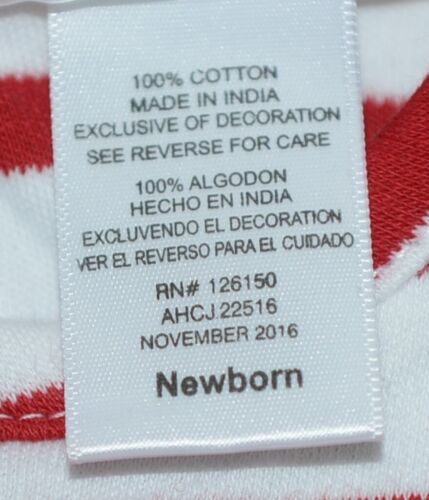 100% COTTON
MADE IN INDIA
EXCLUSIVE OF DECORATION
SEE REVERSE FOR CARE
100% ALGODON
HECHO EN INDIA
EXCLUVENDO EL DECORATION
VER EL REVERSO PARA EL CUIDADO
RN# 126150
AHCJ 22516
NOVEMBER 2016
Newborn